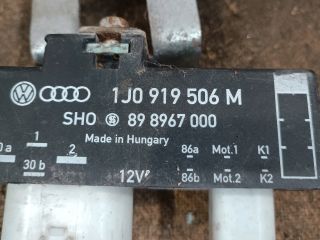 1J0 919 506 M
SHO S 89 8967 000
Made in Hungary
1 86a Mot.1 K1
30b 2 86b Mot.2 K2
12V